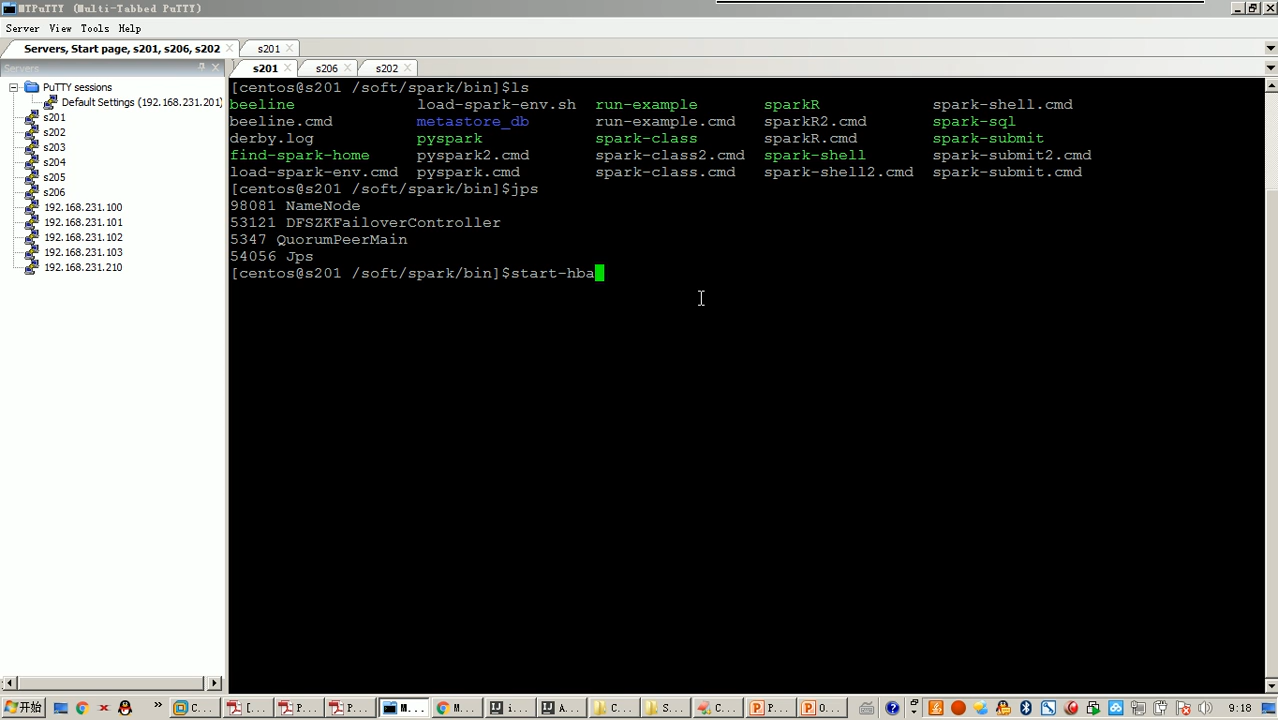 MTPuTTY (Multi-Tabbed PuTTY)
Server View Tools Help
Servers, Start page, s201, s206, s202 s201
Servers
s201 s206 s202
PuTTY sessions
Default Settings (192.168.231.201)
s201
s202
s203
s204
s205
s206
192.168.231.100
192.168.231.101
192.168.231.102
192.168.231.103
192.168.231.210
[centos@s201 /soft/spark/bin]$ls
beeline load-spark-env.sh run-example sparkR spark-shell.cmd
beeline.cmd metastore_db run-example.cmd sparkR2.cmd spark-sql
derby.log pyspark spark-class sparkR.cmd spark-submit
find-spark-home pyspark2.cmd spark-class2.cmd spark-shell spark-submit2.cmd
load-spark-env.cmd pyspark.cmd spark-class.cmd spark-shell2.cmd spark-submit.cmd
[centos@s201 /soft/spark/bin]$jps
98081 NameNode
53121 DFSZKFailoverController
5347 QuorumPeerMain
54056 Jps
[centos@s201 /soft/spark/bin]$start-hba
开始 » C... [... P... P... M... M... i... A... C... S... C... P... O... 9:18